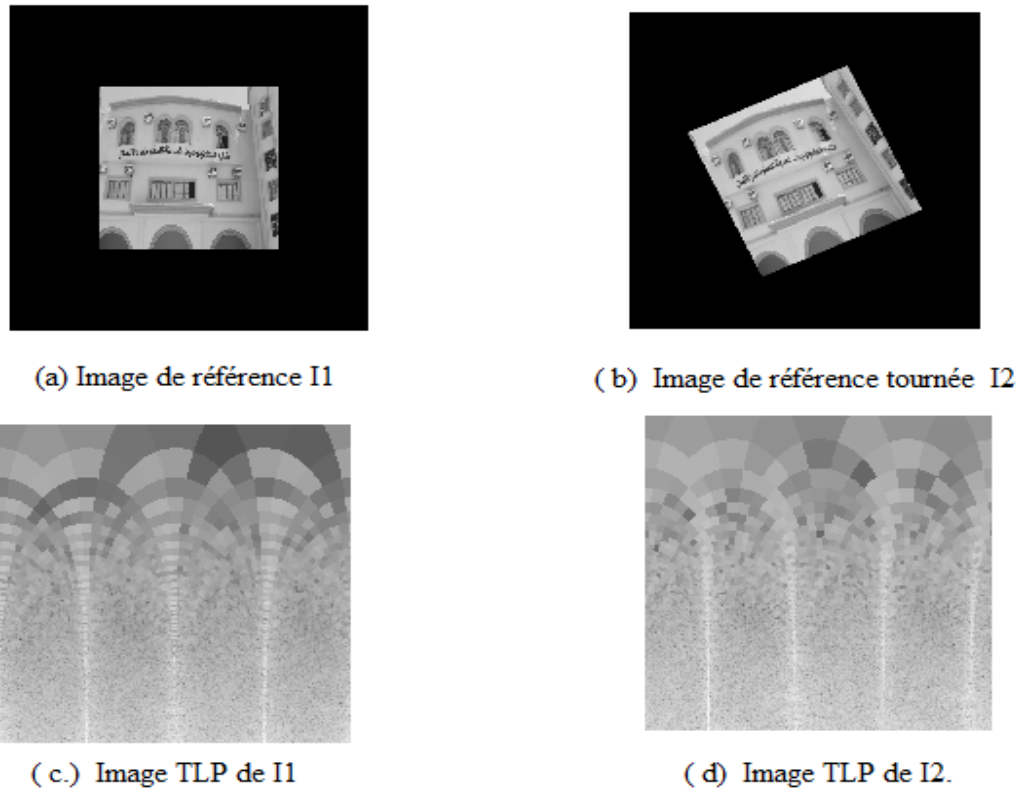 (a) Image de référence I1
( b) Image de référence tournée I2
( c.) Image TLP de I1
( d) Image TLP de I2.